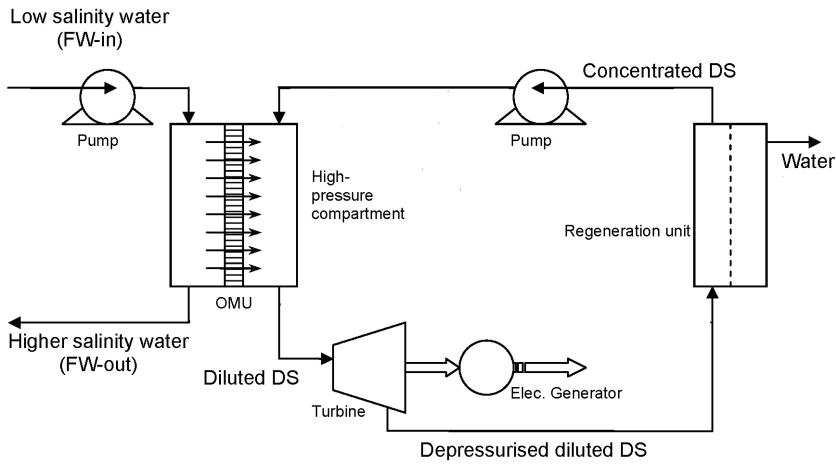 Low salinity water
(FW-in)
Pump
Concentrated DS
Pump
High-
pressure
compartment
Water
Regeneration unit
OMU
Higher salinity water
(FW-out)
Diluted DS
Turbine
Elec. Generator
Depressurised diluted DS